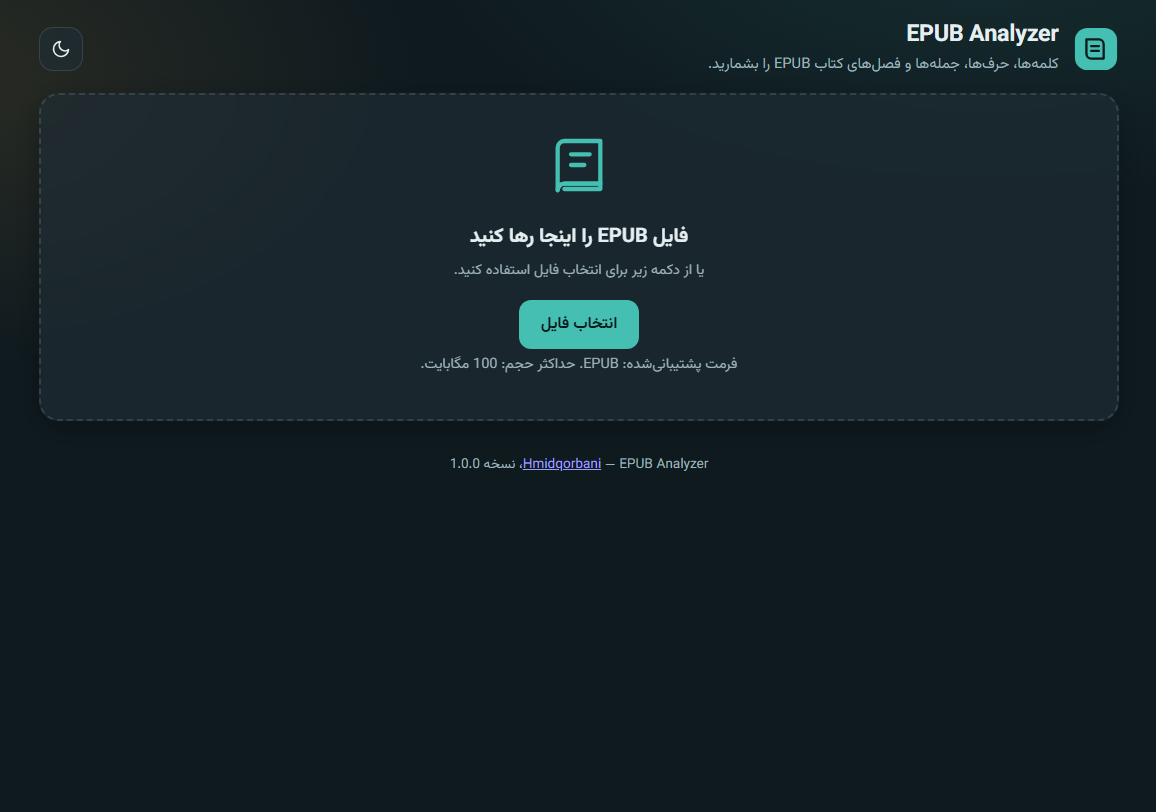 EPUB Analyzer
کلمه‌ها، حرف‌ها، جمله‌ها و فصل‌های کتاب EPUB را بشمارید.
فایل EPUB را اینجا رها کنید
یا از دکمه زیر برای انتخاب فایل استفاده کنید.
انتخاب فایل
فرمت پشتیبانی‌شده: EPUB. حداکثر حجم: 100 مگابایت.
EPUB Analyzer — Hmidqorbani، نسخه 1.0.0